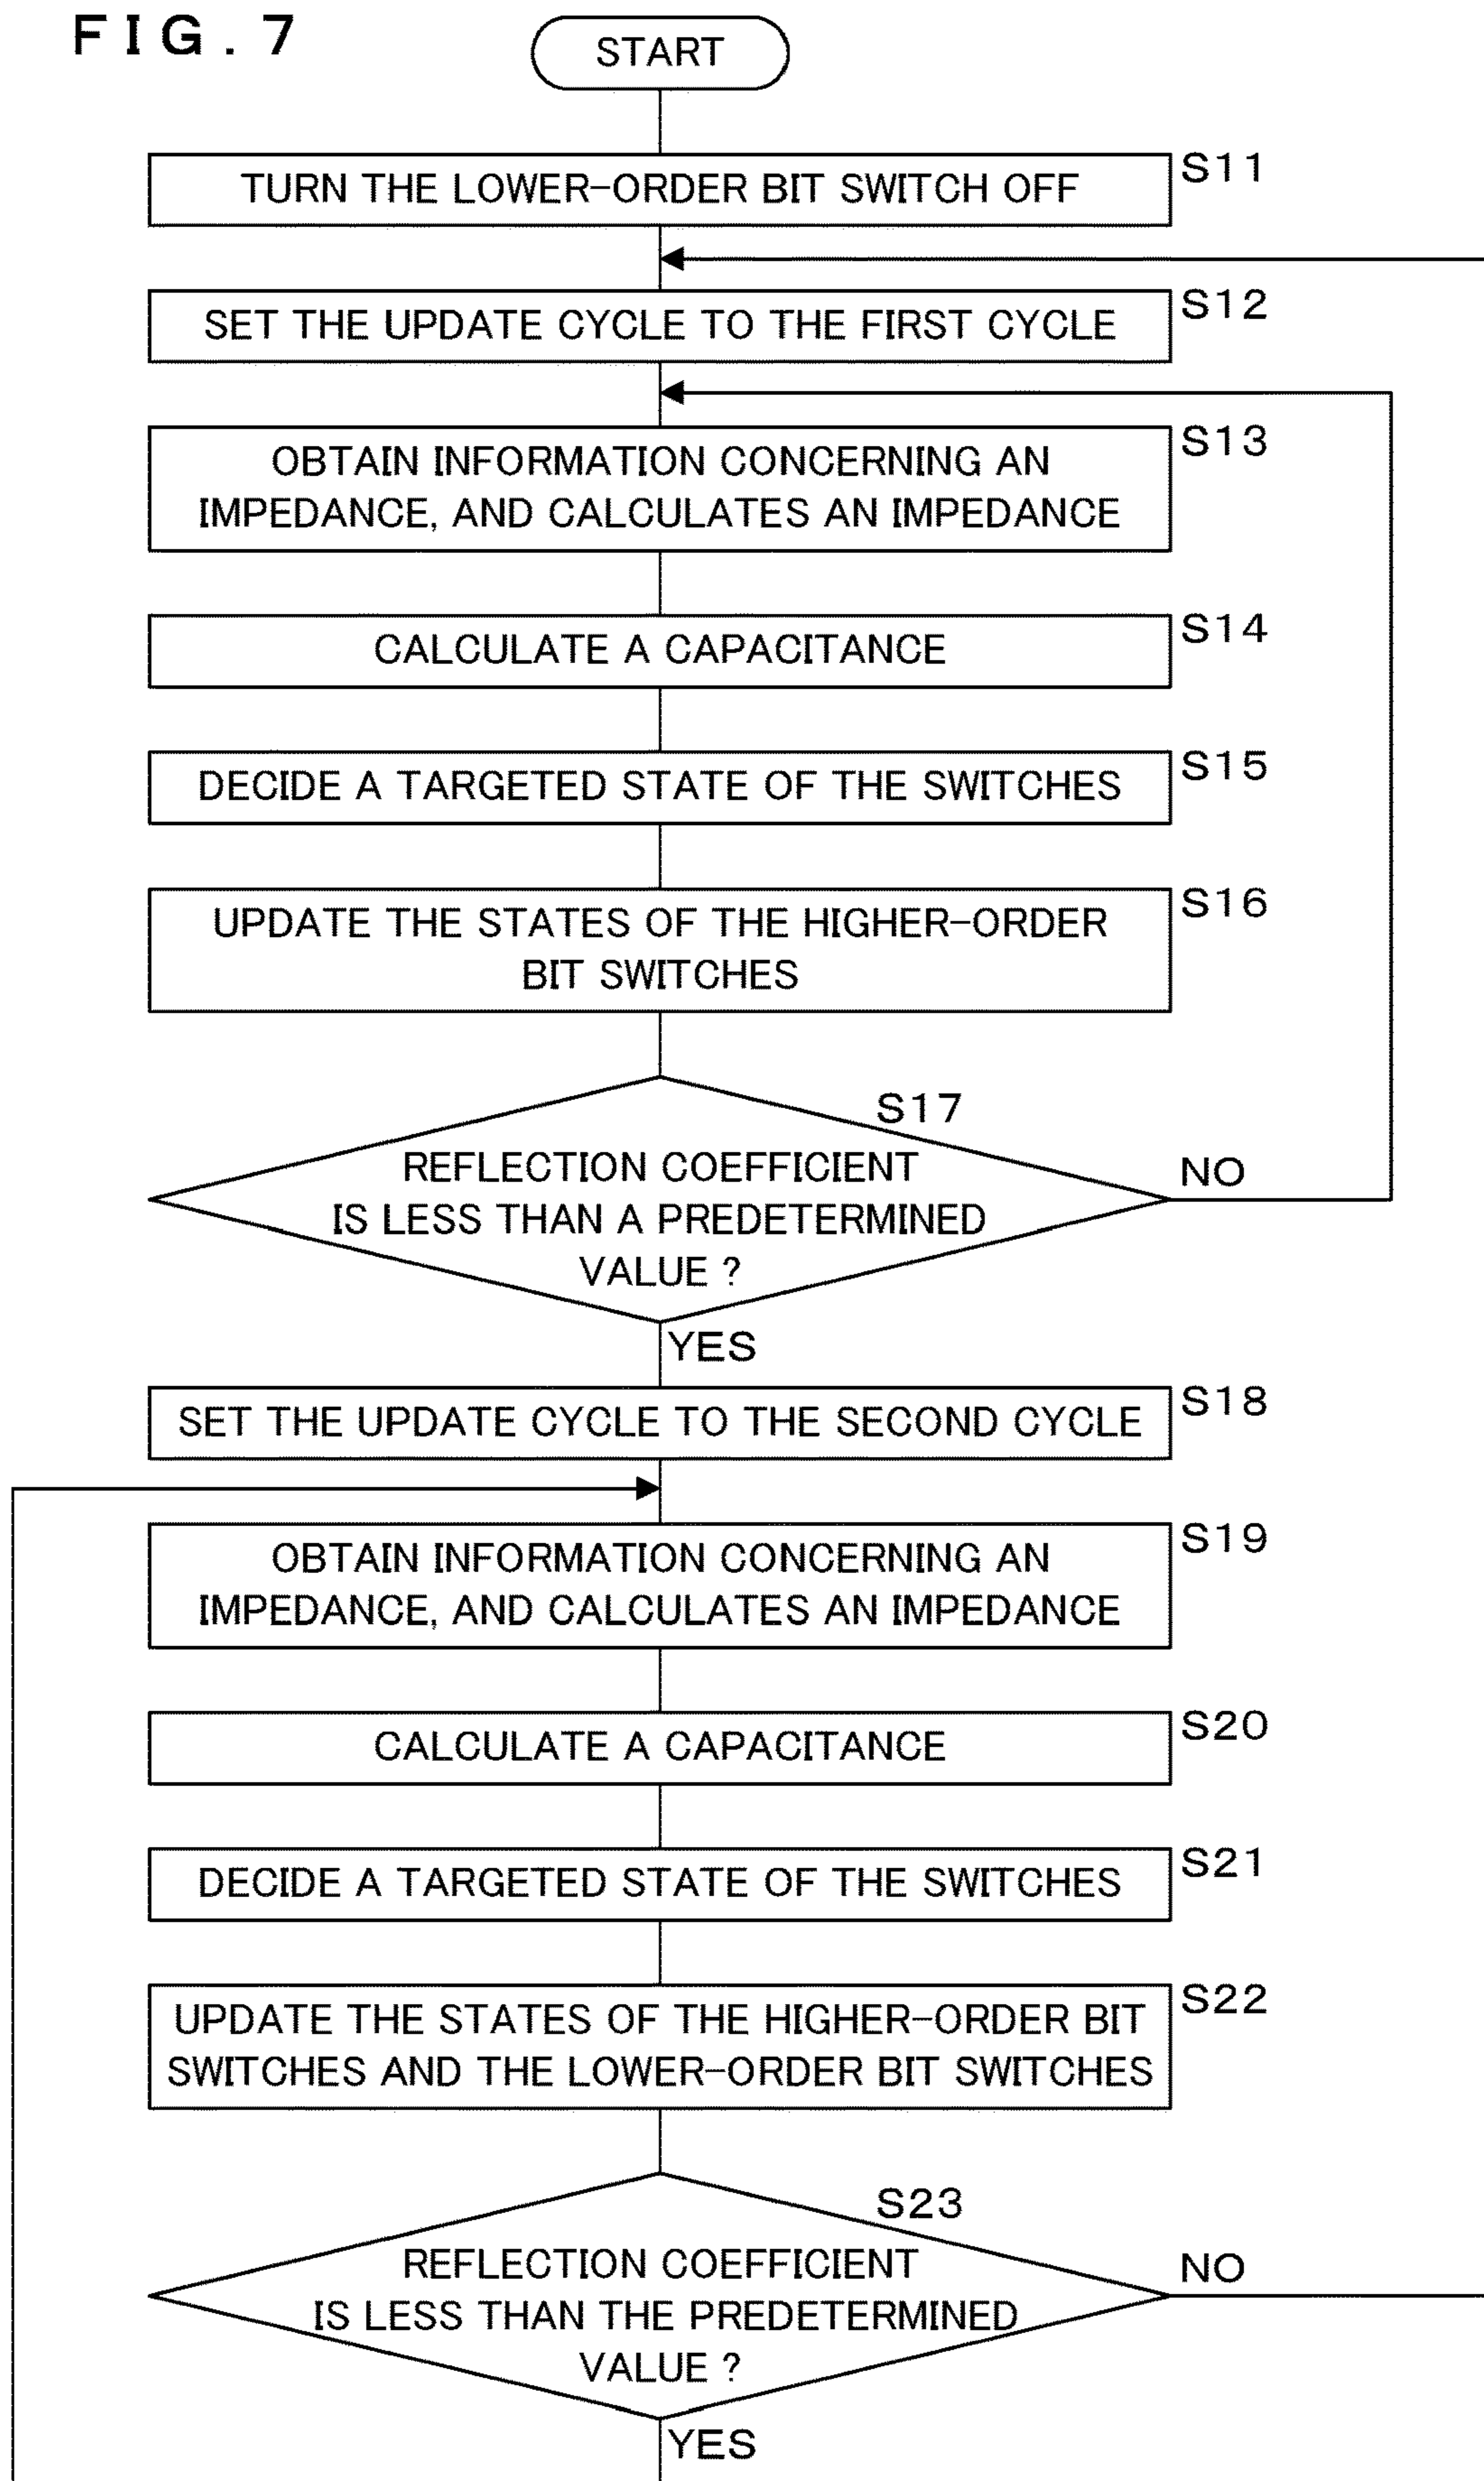 FIG. 7
START
S11
TURN THE LOWER-ORDER BIT SWITCH OFF
S12
SET THE UPDATE CYCLE TO THE FIRST CYCLE
S13
OBTAIN INFORMATION CONCERNING AN
IMPEDANCE, AND CALCULATES AN IMPEDANCE
S14
CALCULATE A CAPACITANCE
S15
DECIDE A TARGETED STATE OF THE SWITCHES
S16
UPDATE THE STATES OF THE HIGHER-ORDER
BIT SWITCHES
S17
REFLECTION COEFFICIENT
IS LESS THAN A PREDETERMINED
VALUE ?
NO
YES
S18
SET THE UPDATE CYCLE TO THE SECOND CYCLE
S19
OBTAIN INFORMATION CONCERNING AN
IMPEDANCE, AND CALCULATES AN IMPEDANCE
S20
CALCULATE A CAPACITANCE
S21
DECIDE A TARGETED STATE OF THE SWITCHES
S22
UPDATE THE STATES OF THE HIGHER-ORDER BIT
SWITCHES AND THE LOWER-ORDER BIT SWITCHES
S23
REFLECTION COEFFICIENT
IS LESS THAN THE PREDETERMINED
VALUE ?
NO
YES